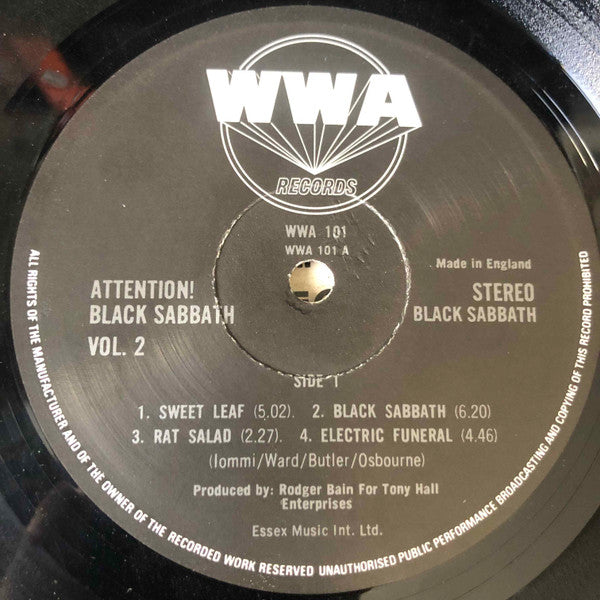 WWA
RECORDS
WWA 101
WWA 101 A
Made in England
ATTENTION!
BLACK SABBATH
VOL. 2
STEREO
BLACK SABBATH
SIDE 1
1. SWEET LEAF (5.02). 2. BLACK SABBATH (6.20)
3. RAT SALAD (2.27). 4. ELECTRIC FUNERAL (4.46)
(Iommi/Ward/Butler/Osbourne)
Produced by: Rodger Bain For Tony Hall
Enterprises
Essex Music Int. Ltd.
ALL RIGHTS OF THE MANUFACTURER AND OF THE OWNER OF THE RECORDED WORK RESERVED UNAUTHORISED PUBLIC PERFORMANCE BROADCASTING AND COPYING OF THIS RECORD PROHIBITED